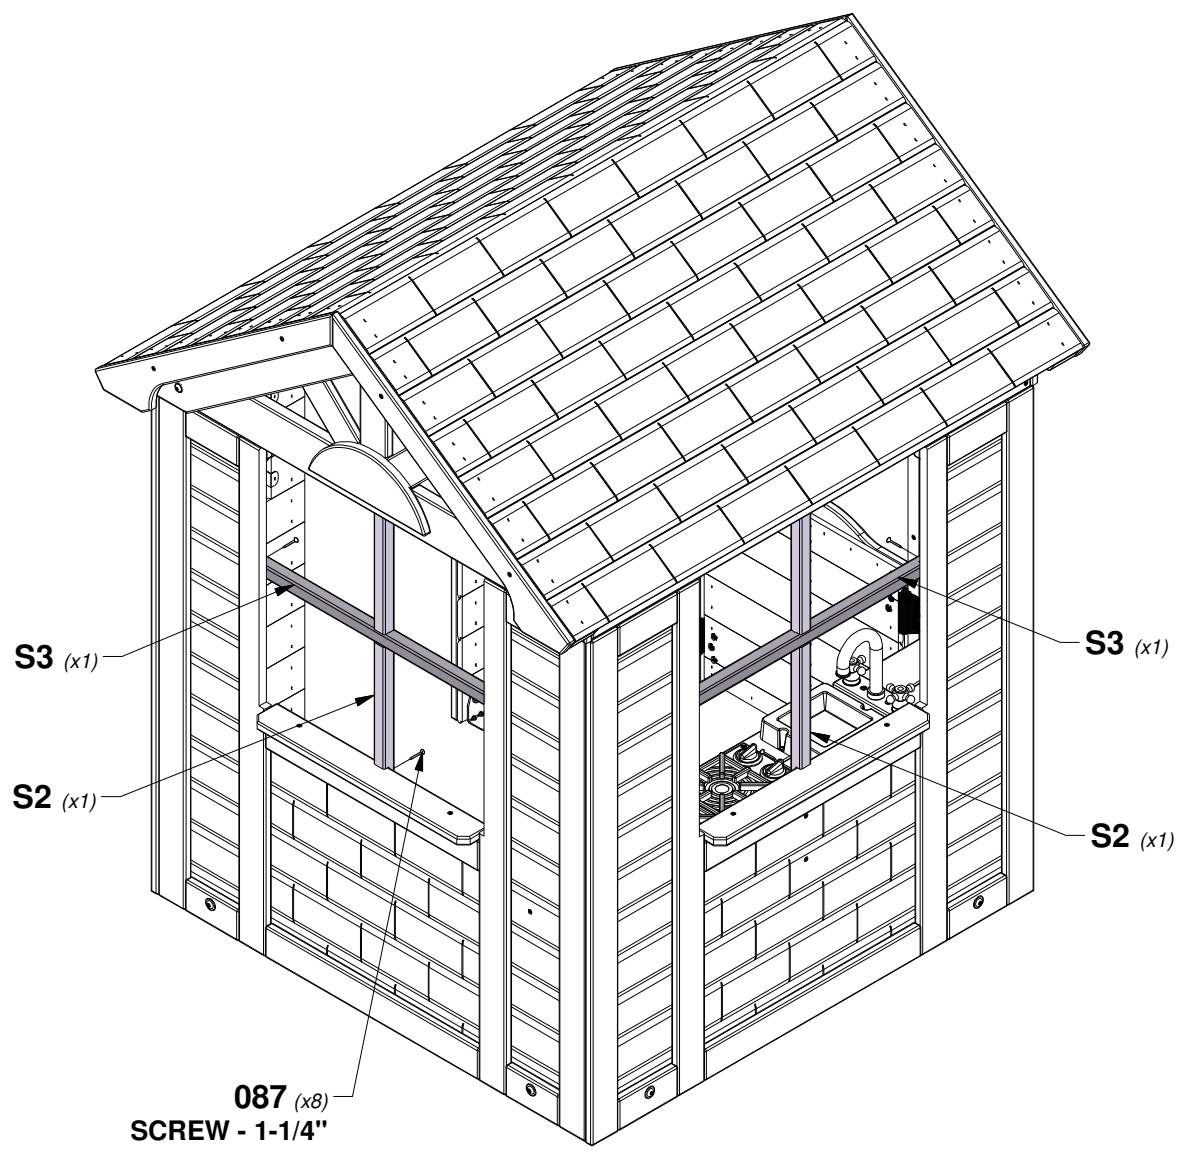 S3 (x1)
S3 (x1)
S2 (x1)
S2 (x1)
087 (x8)
SCREW - 1-1/4"